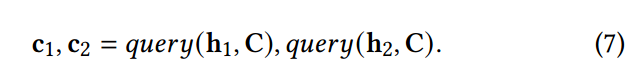 c₁, c₂ = query(h₁, C), query(h₂, C). (7)